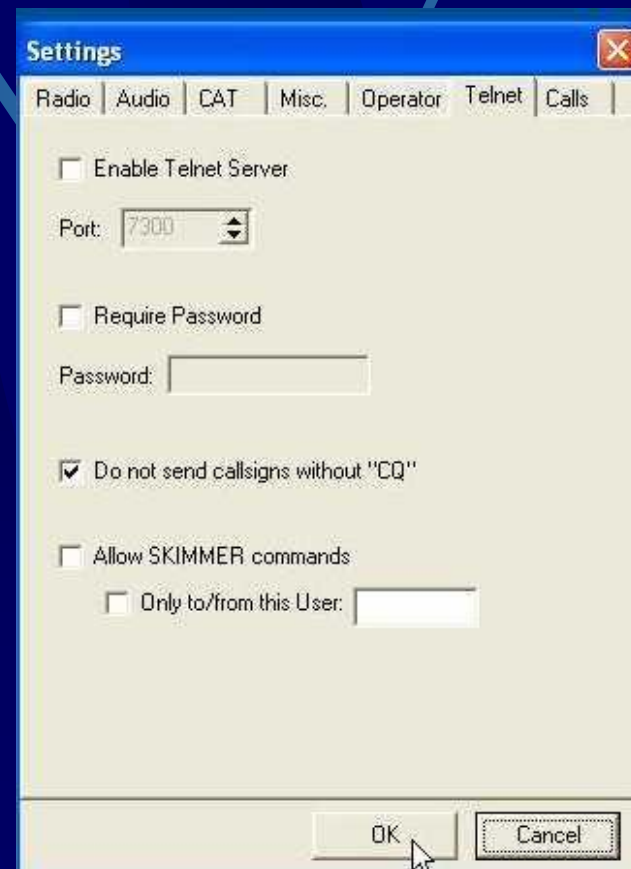 Settings
Radio Audio CAT Misc. Operator Telnet Calls
Enable Telnet Server
Port: 7300
Require Password
Password:
Do not send callsigns without "CQ"
Allow SKIMMER commands
Only to/from this User:
OK Cancel